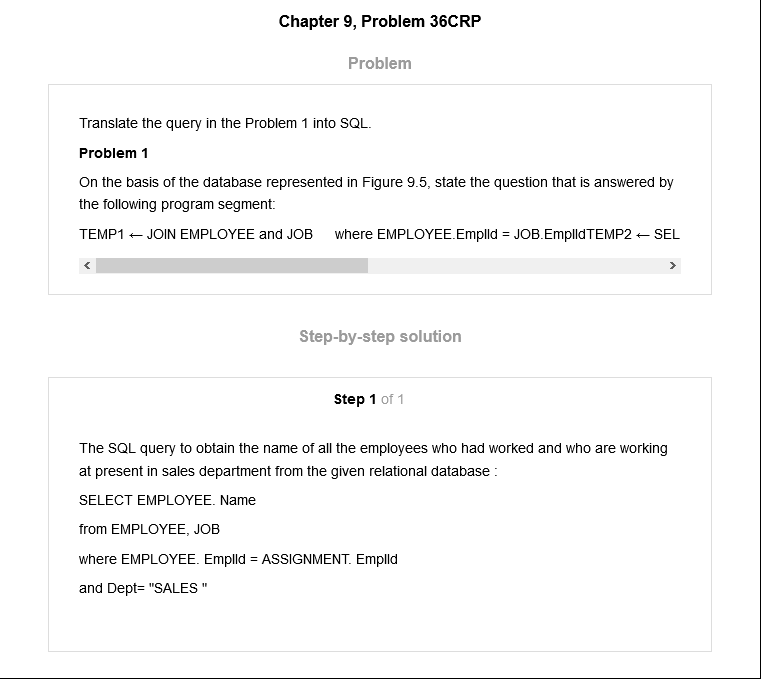 Chapter 9, Problem 36CRP
Problem
Translate the query in the Problem 1 into SQL.
Problem 1
On the basis of the database represented in Figure 9.5, state the question that is answered by
the following program segment:
TEMP1 ← JOIN EMPLOYEE and JOB where EMPLOYEE.EmplId = JOB.EmplIdTEMP2 ← SEL
Step-by-step solution
Step 1 of 1
The SQL query to obtain the name of all the employees who had worked and who are working
at present in sales department from the given relational database :
SELECT EMPLOYEE. Name
from EMPLOYEE, JOB
where EMPLOYEE. EmplId = ASSIGNMENT. EmplId
and Dept= "SALES "